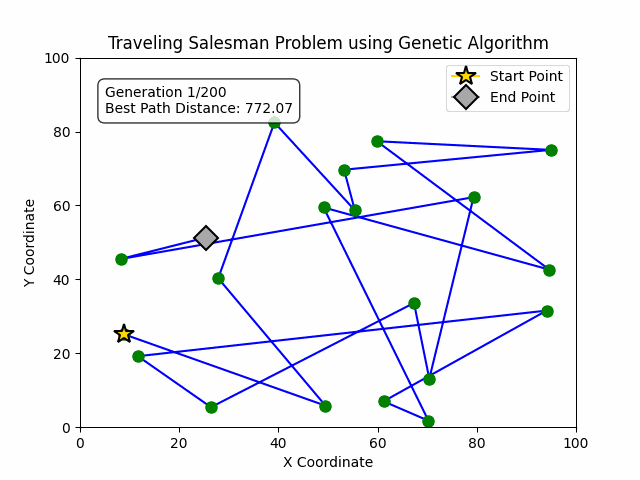 Traveling Salesman Problem using Genetic Algorithm
Generation 1/200
Best Path Distance: 772.07
Start Point
End Point
100
80
60
40
20
0
Y Coordinate
0 20 40 60 80 100
X Coordinate